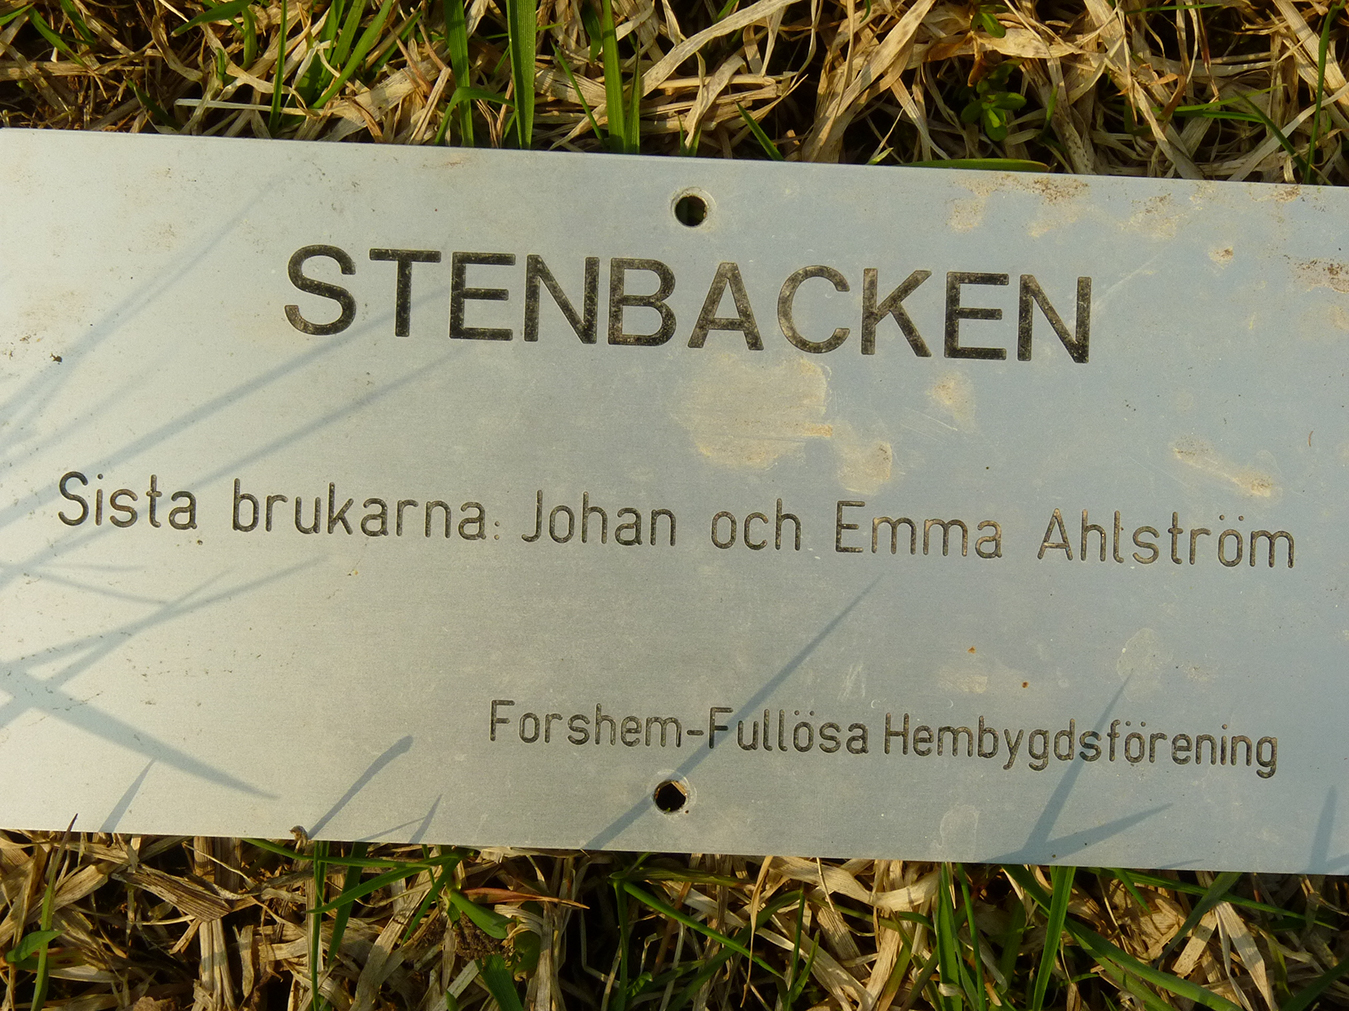 STENBACKEN
Sista brukarna: Johan och Emma Ahlström
Forshem-Fullösa Hembygdsförening